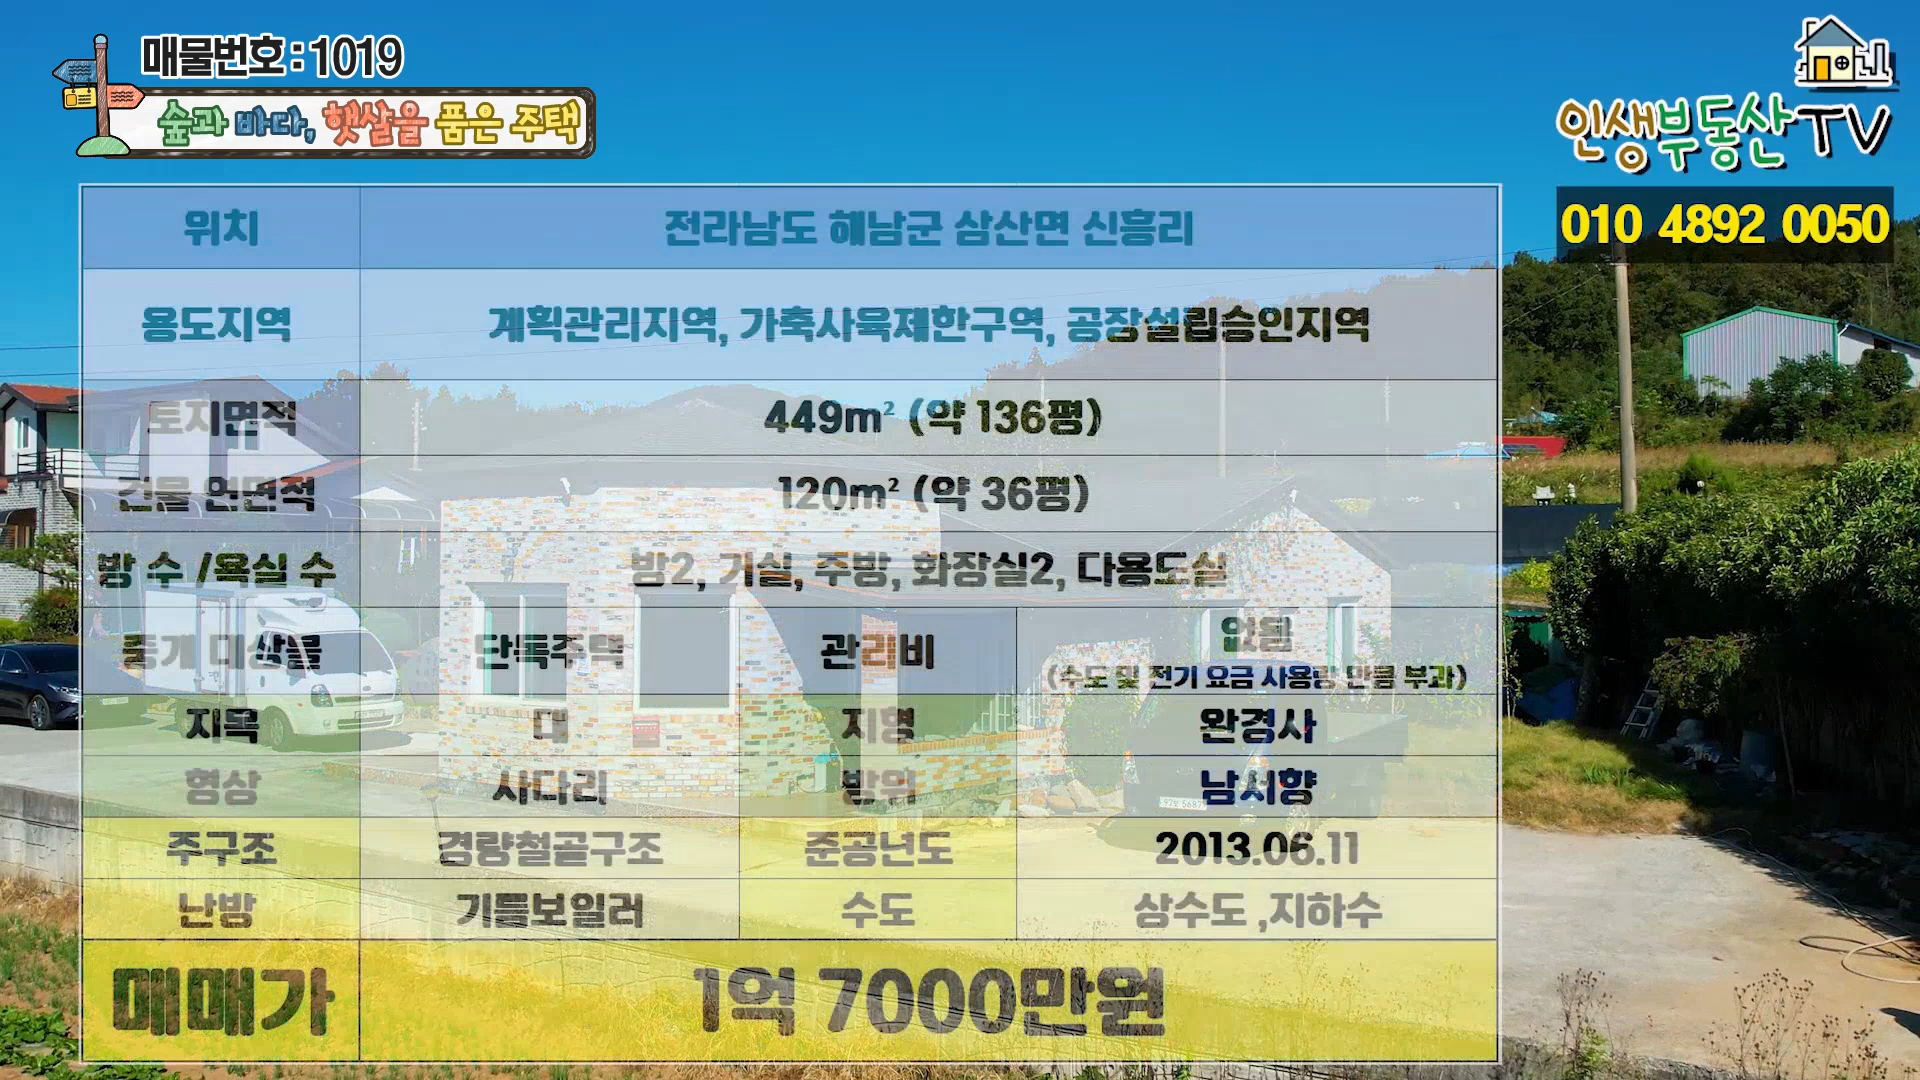 매물번호 : 1019
숲과 바다, 햇살을 품은 주택
인생부동산TV
010 4892 0050
위치 전라남도 해남군 삼산면 신흥리
용도지역 계획관리지역, 가축사육제한구역, 공장설립승인지역
토지면적 449m² (약 136평)
건물 연면적 120m² (약 36평)
방 수 /욕실 수 방2, 거실, 주방, 화장실2, 다용도실
중개 대상물 단독주택 관리비 없음
(수도 및 전기 요금 사용량 만큼 부과)
지목 대 지형 완경사
형상 사다리 방위 남서향
주구조 경량철골구조 준공년도 2013.06.11
난방 기름보일러 수도 상수도 ,지하수
매매가 1억 7000만원